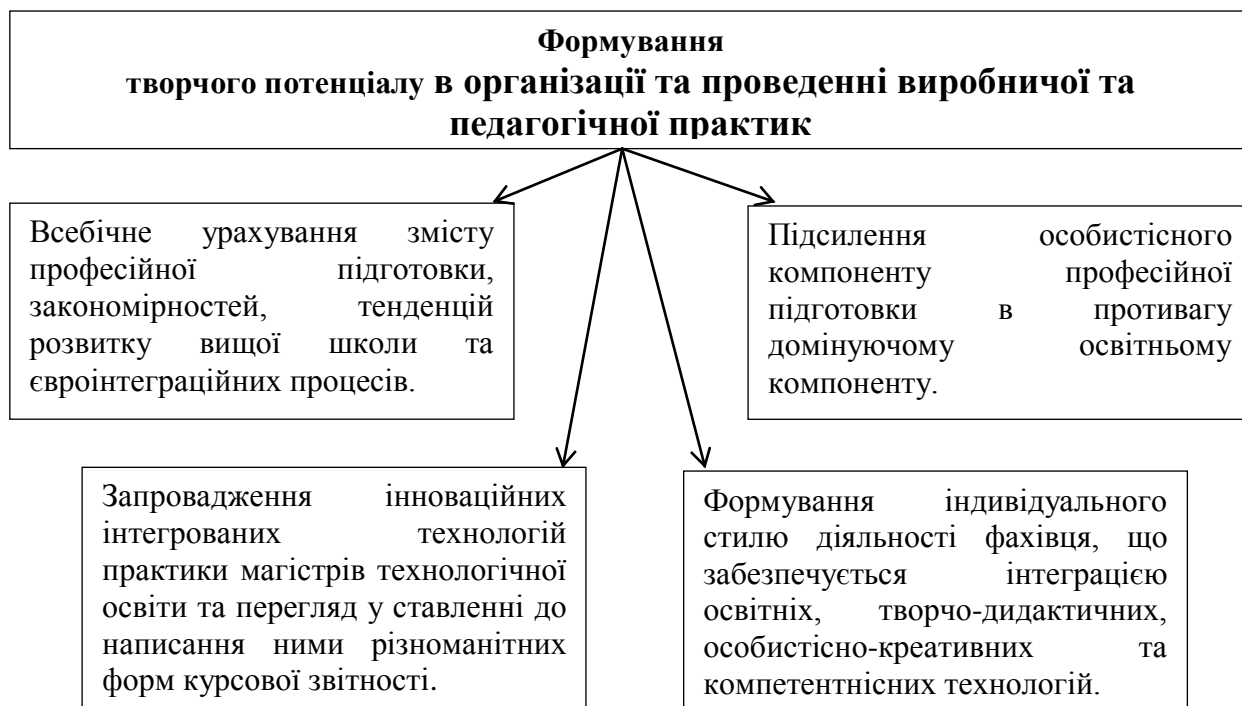 Формування
творчого потенціалу в організації та проведенні виробничої та
педагогічної практик
Всебічне урахування змісту
професійної підготовки,
закономірностей, тенденцій
розвитку вищої школи та
євроінтеграційних процесів.
Підсилення особистісного
компоненту професійної
підготовки в противагу
домінуючому освітньому
компоненту.
Запровадження інноваційних
інтегрованих технологій
практики магістрів технологічної
освіти та перегляд у ставленні до
написання ними різноманітних
форм курсової звітності.
Формування індивідуального
стилю діяльності фахівця, що
забезпечується інтеграцією
освітніх, творчо-дидактичних,
особистісно-креативних та
компетентнісних технологій.